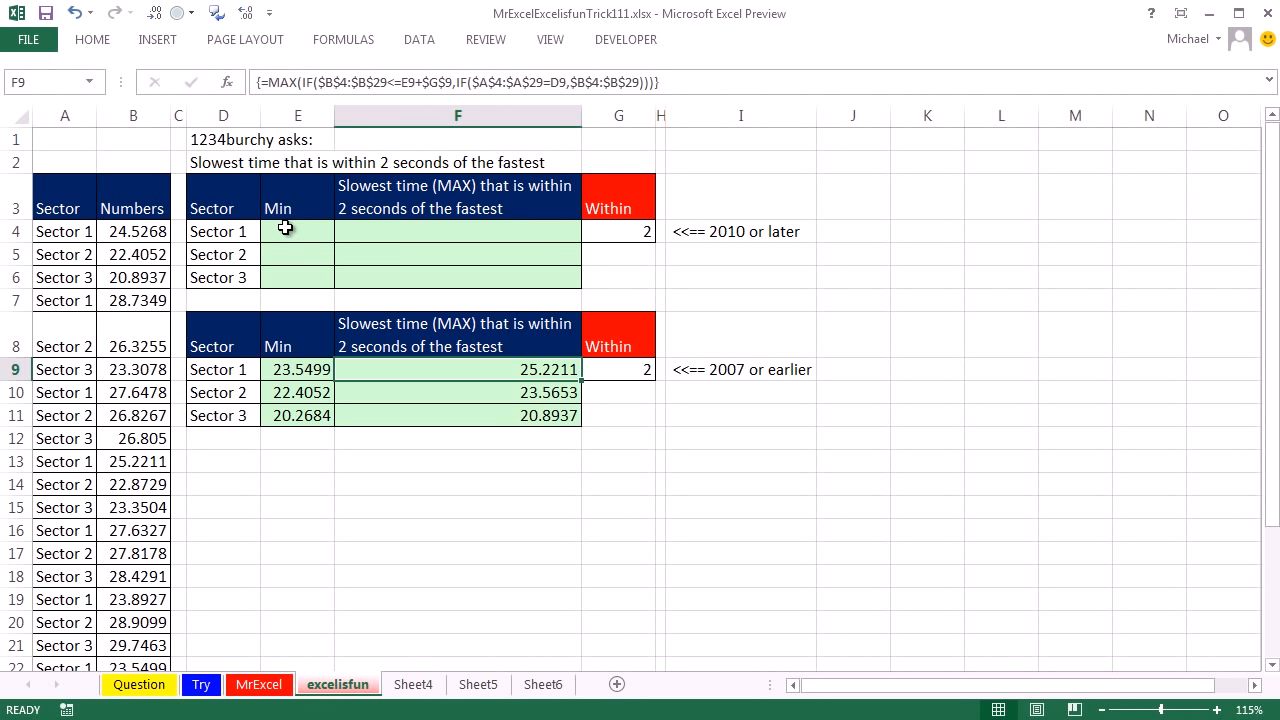 MrExcelExcelisfunTrick111.xlsx - Microsoft Excel Preview
FILE HOME INSERT PAGE LAYOUT FORMULAS DATA REVIEW VIEW DEVELOPER Michael
F9 {=MAX(IF($B$4:$B$29<=E9+$G$9,IF($A$4:$A$29=D9,$B$4:$B$29)))}
A B C D E F G H I J K L M N O
1 1234burchy asks:
2 Slowest time that is within 2 seconds of the fastest
3 Sector Numbers Sector Min Slowest time (MAX) that is within 2 seconds of the fastest Within
4 Sector 1 24.5268 Sector 1 2 <<== 2010 or later
5 Sector 2 22.4052 Sector 2
6 Sector 3 20.8937 Sector 3
7 Sector 1 28.7349
8 Sector 2 26.3255 Sector Min Slowest time (MAX) that is within 2 seconds of the fastest Within
9 Sector 3 23.3078 Sector 1 23.5499 25.2211 2 <<== 2007 or earlier
10 Sector 1 27.6478 Sector 2 22.4052 23.5653
11 Sector 2 26.8267 Sector 3 20.2684 20.8937
12 Sector 3 26.805
13 Sector 1 25.2211
14 Sector 2 22.8729
15 Sector 3 23.3504
16 Sector 1 27.6327
17 Sector 2 27.8178
18 Sector 3 28.4291
19 Sector 1 23.8927
20 Sector 2 28.9099
21 Sector 3 29.7463
22 Sector 1 23.5499
Question Try MrExcel excelisfun Sheet4 Sheet5 Sheet6
READY 115%